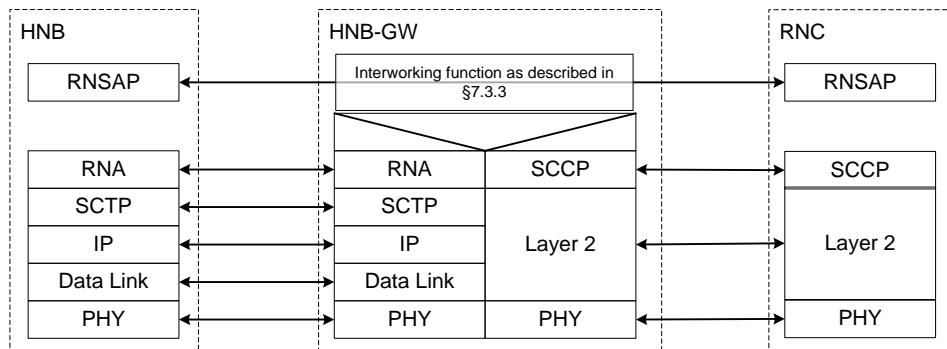 HNB
HNB-GW
RNC
RNSAP
Interworking function as described in
§7.3.3
RNSAP
RNA
RNA
SCCP
SCCP
SCTP
SCTP
IP
IP
Layer 2
Layer 2
Data Link
Data Link
PHY
PHY
PHY
PHY